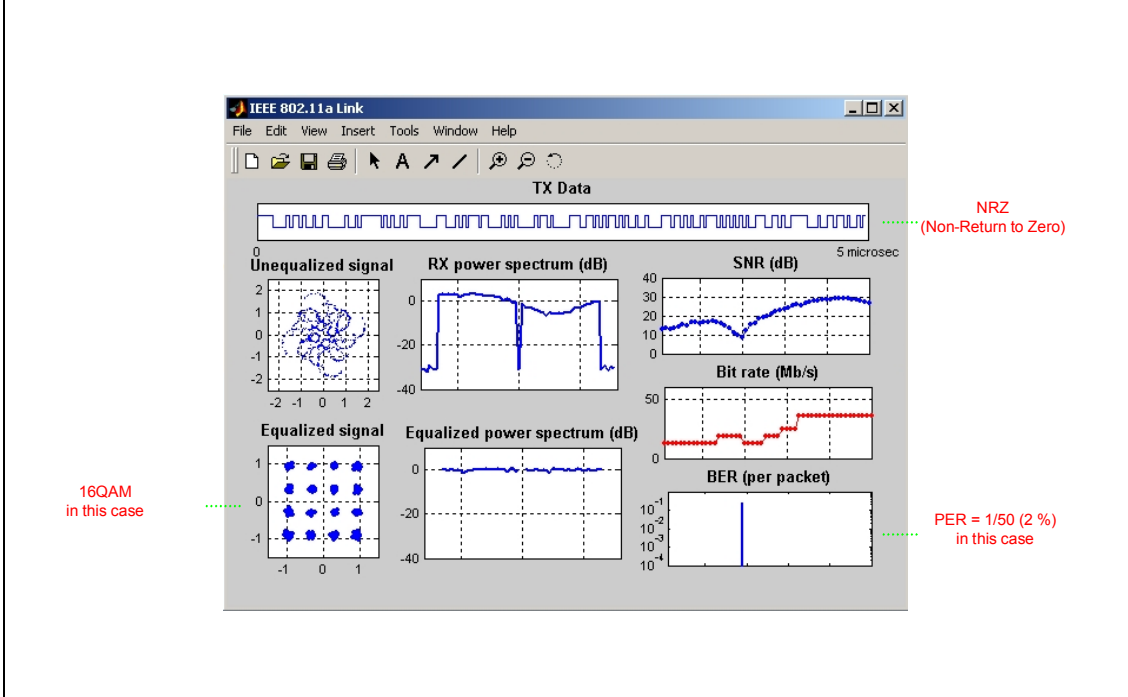 IEEE 802.11a Link
File Edit View Insert Tools Window Help
TX Data
NRZ
(Non-Return to Zero)
0
5 microsec
Unequalized signal
2
1
0
-1
-2
-2 -1 0 1 2
RX power spectrum (dB)
0
-20
-40
SNR (dB)
40
30
20
10
0
Bit rate (Mb/s)
50
0
Equalized signal
1
0
-1
-1 0 1
16QAM
in this case
Equalized power spectrum (dB)
0
-20
-40
BER (per packet)
10-1
10-2
10-3
10-4
10-4
PER = 1/50 (2 %)
in this case